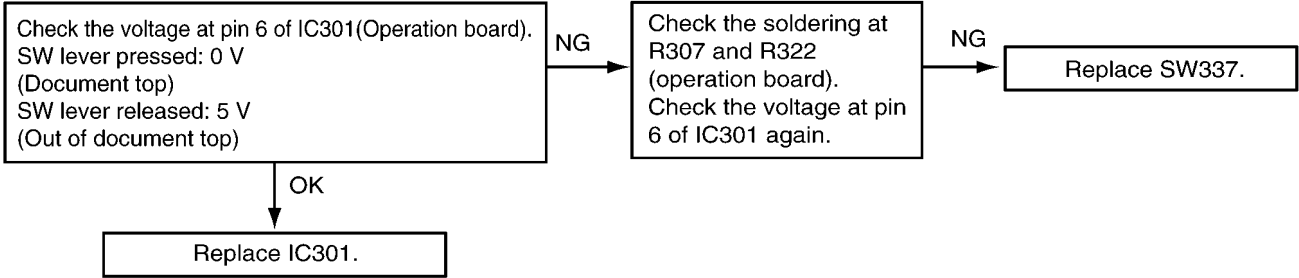 Check the voltage at pin 6 of IC301(Operation board).
SW lever pressed: 0 V
(Document top)
SW lever released: 5 V
(Out of document top)
NG
Check the soldering at
R307 and R322
(operation board).
Check the voltage at pin
6 of IC301 again.
NG
Replace SW337.
OK
Replace IC301.